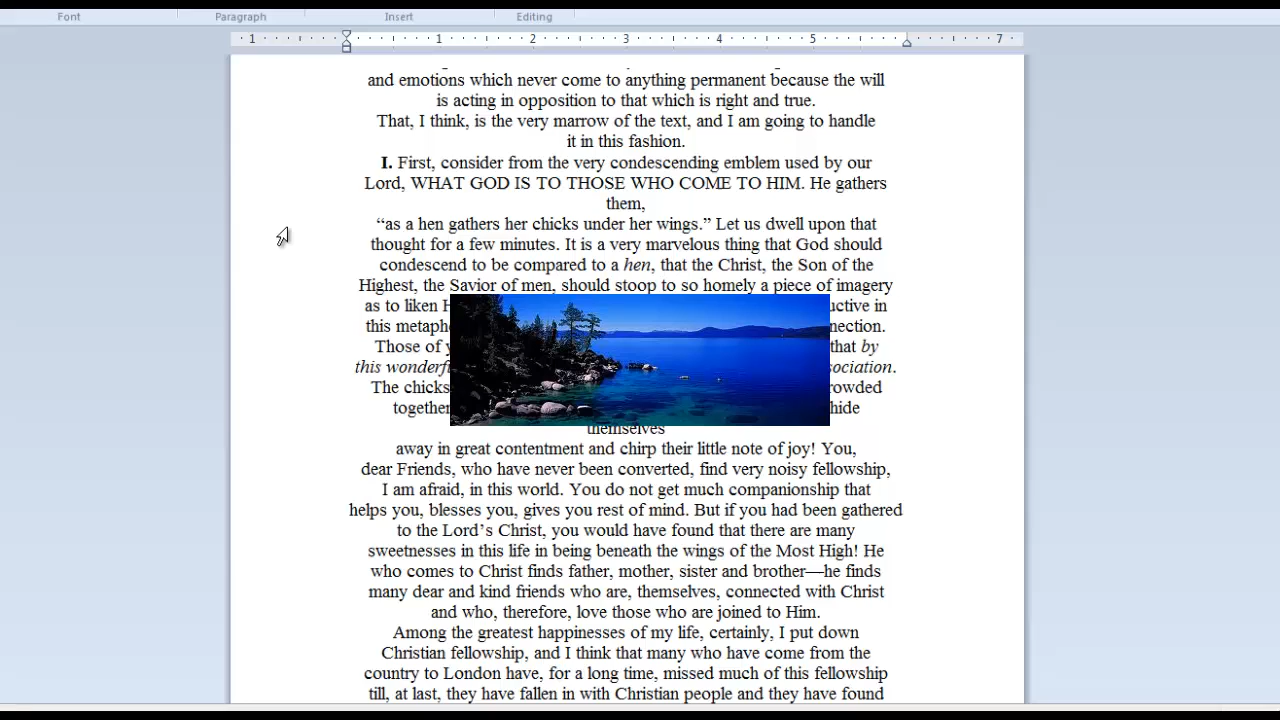 Font Paragraph Insert Editing
1 1 2 3 4 5 7
and emotions which never come to anything permanent because the will
is acting in opposition to that which is right and true.
That, I think, is the very marrow of the text, and I am going to handle
it in this fashion.
I. First, consider from the very condescending emblem used by our
Lord, WHAT GOD IS TO THOSE WHO COME TO HIM. He gathers
them,
“as a hen gathers her chicks under her wings.” Let us dwell upon that
thought for a few minutes. It is a very marvelous thing that God should
condescend to be compared to a hen, that the Christ, the Son of the
Highest, the Savior of men, should stoop to so homely a piece of imagery
as to liken
this
Those of that by
this sociation.
The chicks rowded
together hide
themselves
away in great contentment and chirp their little note of joy! You,
dear Friends, who have never been converted, find very noisy fellowship,
I am afraid, in this world. You do not get much companionship that
helps you, blesses you, gives you rest of mind. But if you had been gathered
to the Lord’s Christ, you would have found that there are many
sweetnesses in this life in being beneath the wings of the Most High! He
who comes to Christ finds father, mother, sister and brother—he finds
many dear and kind friends who are, themselves, connected with Christ
and who, therefore, love those who are joined to Him.
Among the greatest happinesses of my life, certainly, I put down
Christian fellowship, and I think that many who have come from the
country to London have, for a long time, missed much of this fellowship
till, at last, they have fallen in with Christian people and they have found